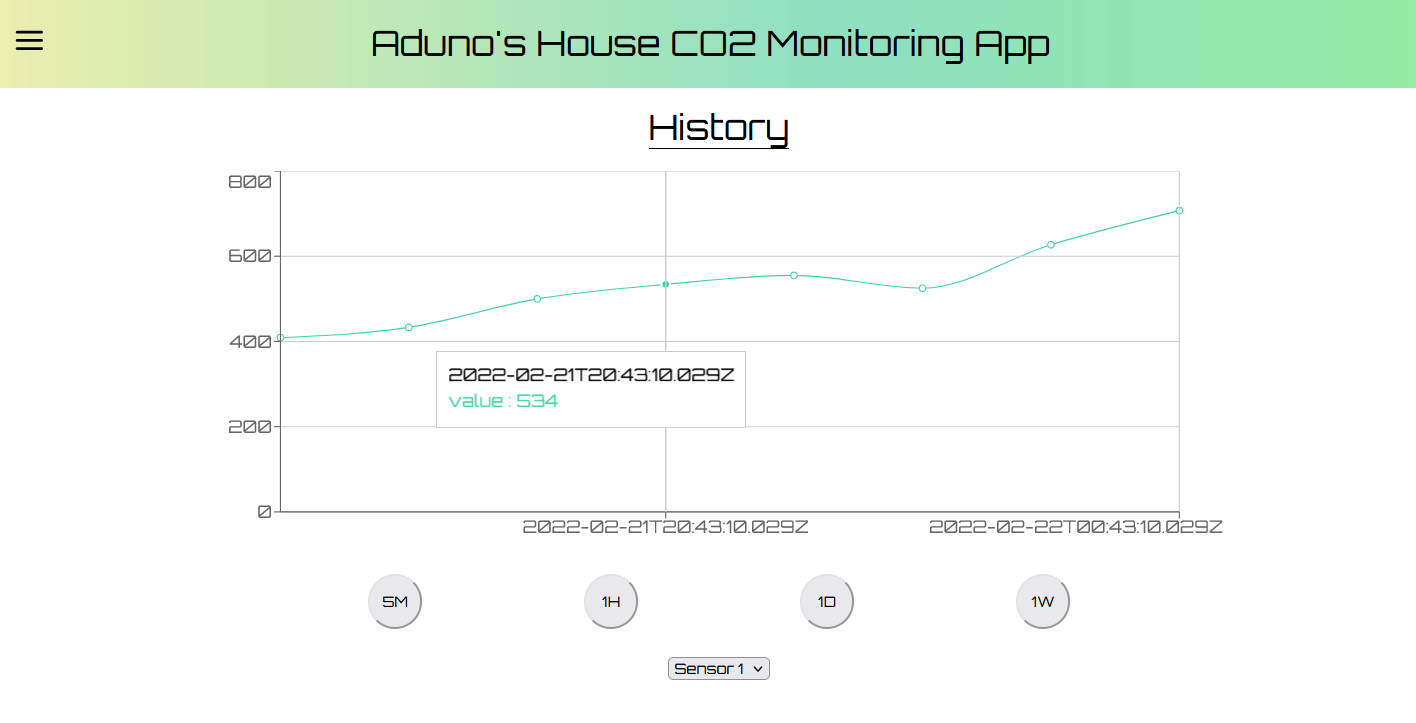 Aduno's House CO2 Monitoring App
History
800
600
400
2022-02-21T20:43:10.029Z
value : 534
200
0
2022-02-21T20:43:10.029Z 2022-02-22T00:43:10.029Z
5M 1H 1D 1W
Sensor 1